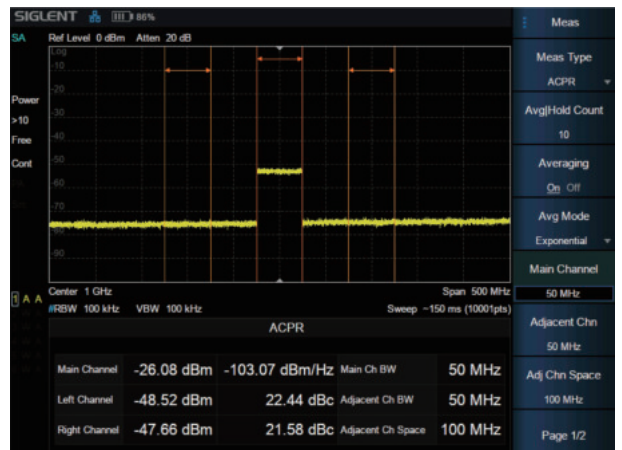 SIGLENT 86% Meas
SA Ref Level 0 dBm Atten 20 dB
Log
-10
-20
-30
-40
-50
-60
-70
-90
Power
>10
Free
Cont
Center 1 GHz Span 500 MHz
#RBW 100 kHz VBW 100 kHz Sweep ~150 ms (10001pts)
1 A A
ACPR
Main Channel -26.08 dBm -103.07 dBm/Hz Main Ch BW 50 MHz
Left Channel -48.52 dBm 22.44 dBc Adjacent Ch BW 50 MHz
Right Channel -47.66 dBm 21.58 dBc Adjacent Ch Space 100 MHz
Meas Type
ACPR
Avg|Hold Count
10
Averaging
On Off
Avg Mode
Exponential
Main Channel
50 MHz
Adjacent Chn
50 MHz
Adj Chn Space
100 MHz
Page 1/2